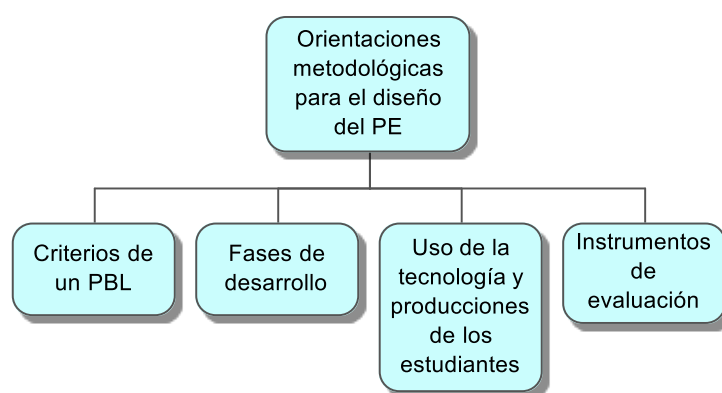 Orientaciones
metodológicas
para el diseño
del PE
Criterios de
un PBL
Fases de
desarrollo
Uso de la
tecnología y
producciones
de los
estudiantes
Instrumentos
de
evaluación